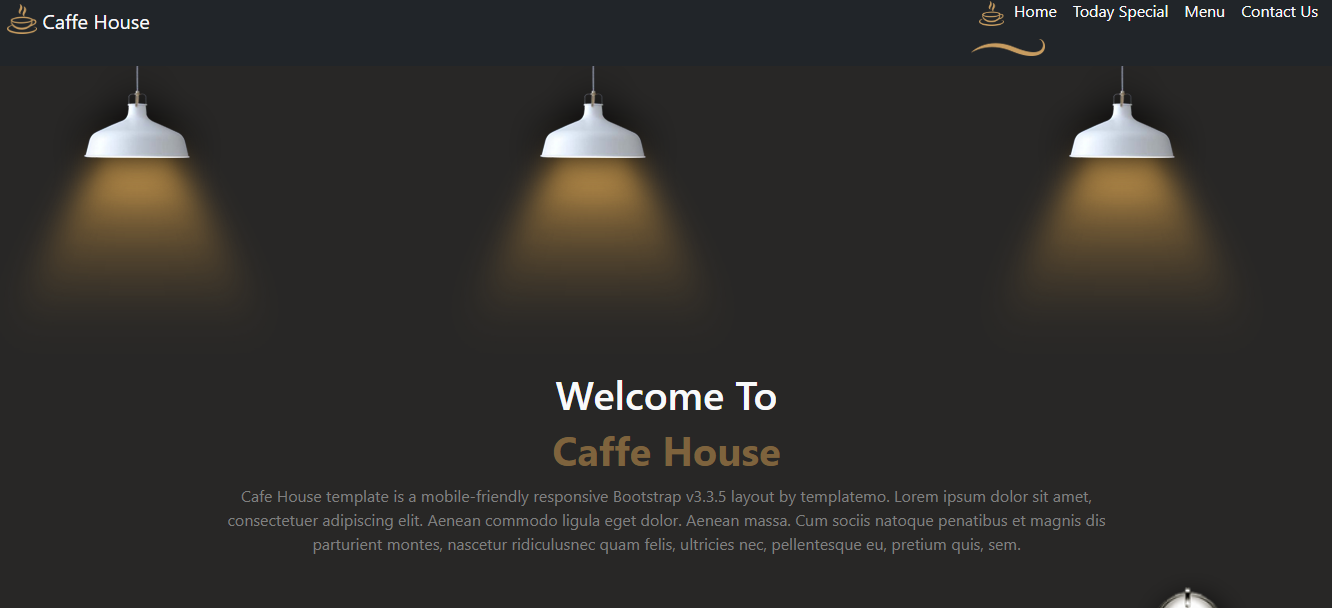 Caffe House
Home Today Special Menu Contact Us
Welcome To
Caffe House
Cafe House template is a mobile-friendly responsive Bootstrap v3.3.5 layout by templatemo. Lorem ipsum dolor sit amet,
consectetuer adipiscing elit. Aenean commodo ligula eget dolor. Aenean massa. Cum sociis natoque penatibus et magnis dis
parturient montes, nascetur ridiculusnec quam felis, ultricies nec, pellentesque eu, pretium quis, sem.